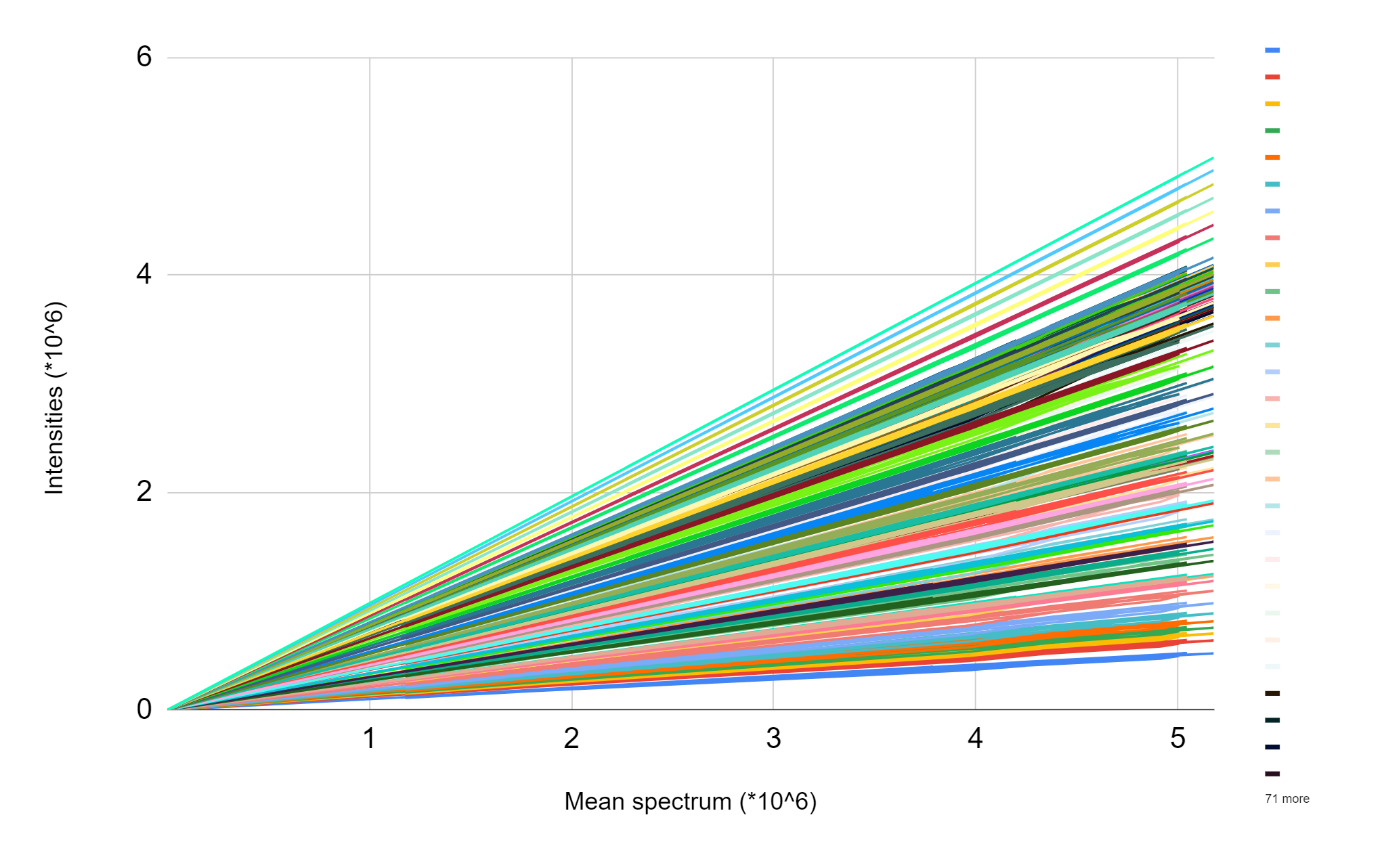 6
4
2
0
Intensities (*10^6)
1 2 3 4 5
Mean spectrum (*10^6)
71 more